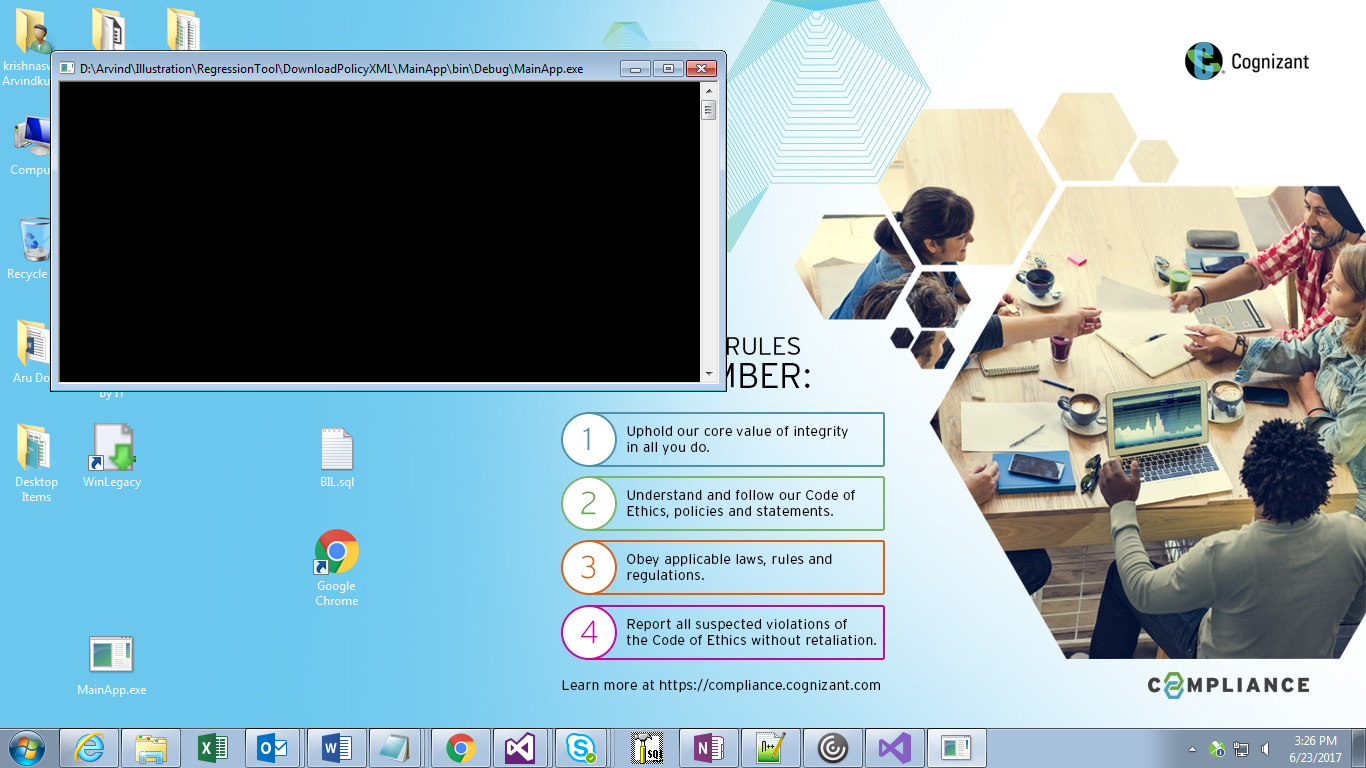 krishnasw
Arvindku
D:\Arvind\Illustration\RegressionTool\DownloadPolicyXML\MainApp\bin\Debug\MainApp.exe
Cognizant
Compu
Recycle
Aru Do
by IT
RULES
MBER:
1
Uphold our core value of integrity
in all you do.
2
Understand and follow our Code of
Ethics, policies and statements.
3
Obey applicable laws, rules and
regulations.
4
Report all suspected violations of
the Code of Ethics without retaliation.
Learn more at https://compliance.cognizant.com
COMPLIANCE
Desktop
Items
WinLegacy
BIL.sql
Google
Chrome
MainApp.exe
3:26 PM
6/23/2017